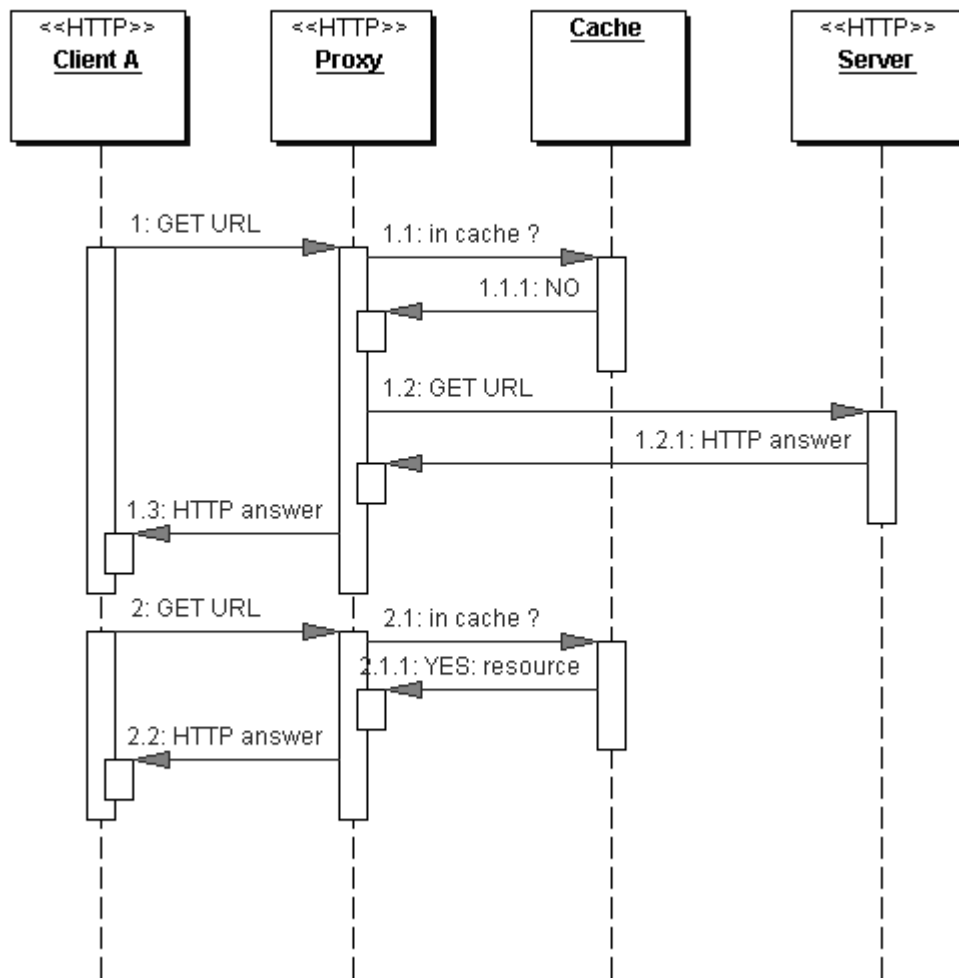 <<HTTP>>
Client A
<<HTTP>>
Proxy
Cache
<<HTTP>>
Server
1: GET URL
1.1: in cache ?
1.1.1: NO
1.2: GET URL
1.2.1: HTTP answer
1.3: HTTP answer
2: GET URL
2.1: in cache ?
2.1.1: YES: resource
2.2: HTTP answer